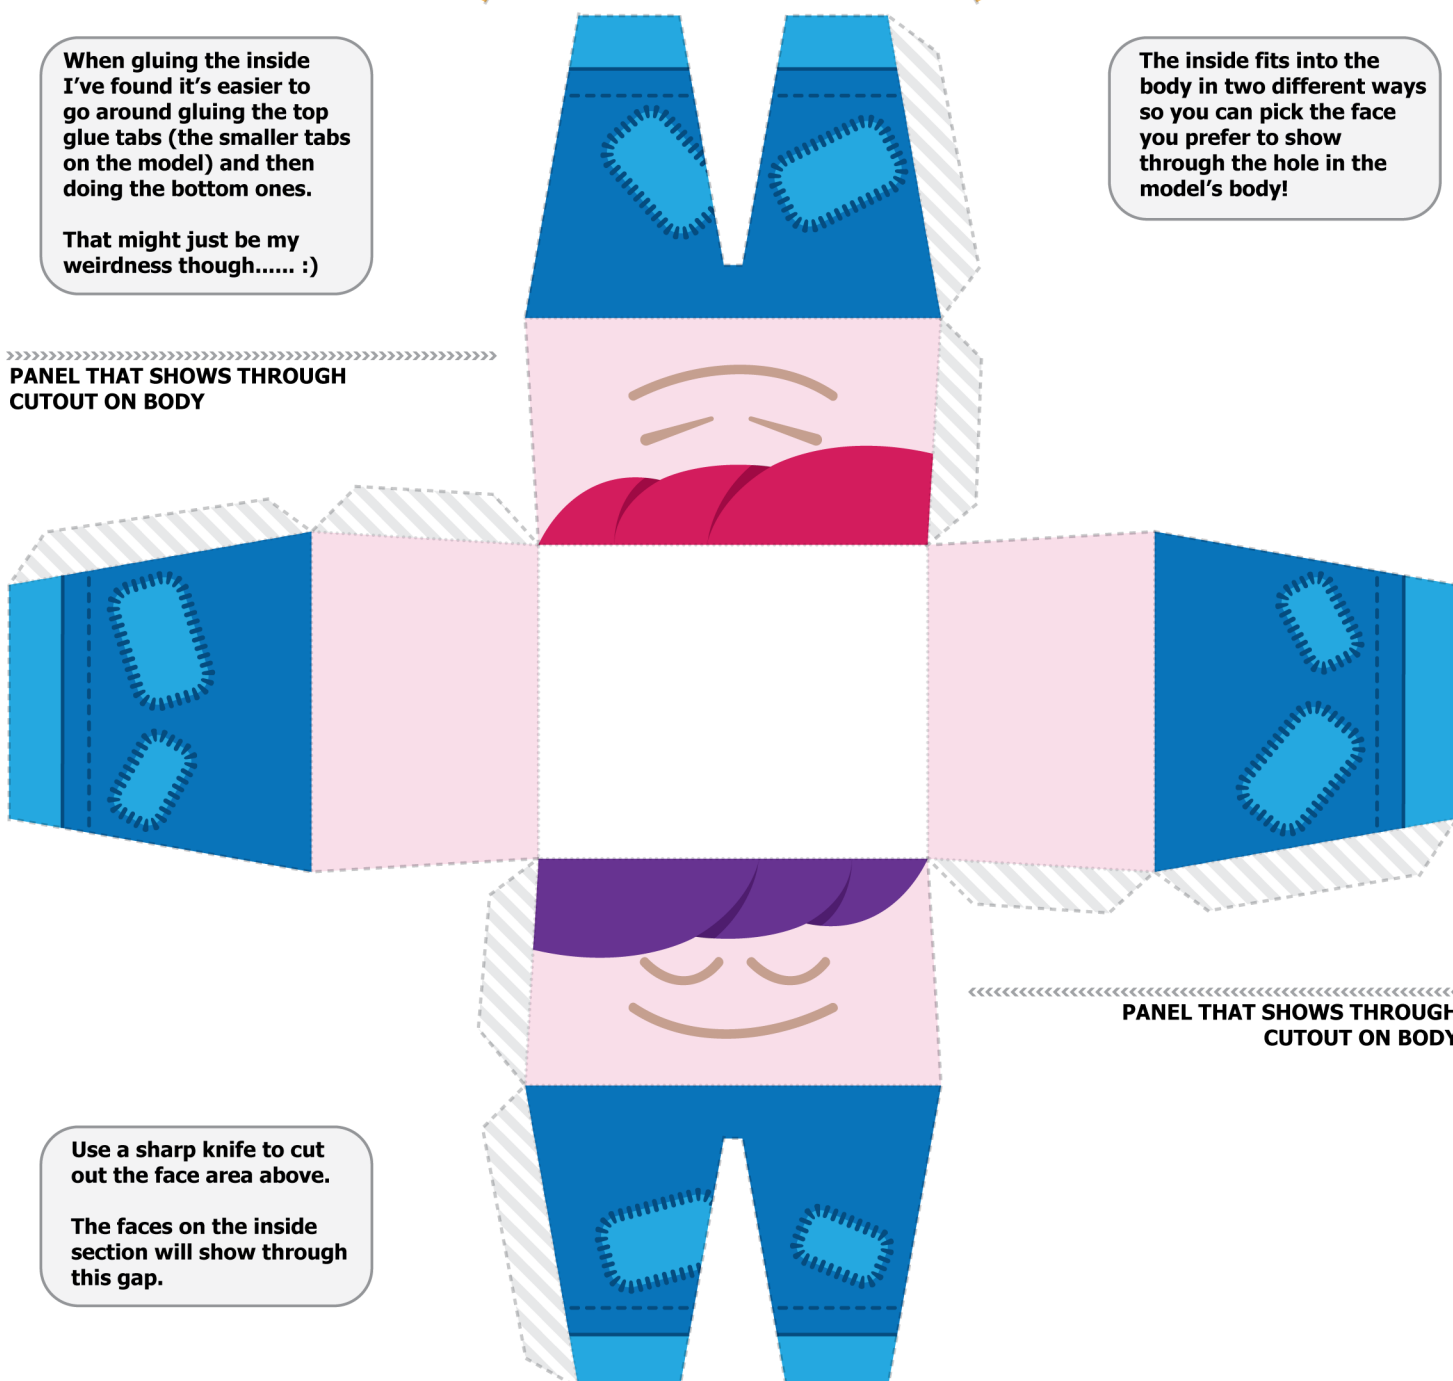 When gluing the inside
I've found it's easier to
go around gluing the top
glue tabs (the smaller tabs
on the model) and then
doing the bottom ones.
That might just be my
weirdness though...... :)
The inside fits into the
body in two different ways
so you can pick the face
you prefer to show
through the hole in the
model's body!
PANEL THAT SHOWS THROUGH
CUTOUT ON BODY
PANEL THAT SHOWS THROUGH
CUTOUT ON BODY
Use a sharp knife to cut
out the face area above.
The faces on the inside
section will show through
this gap.